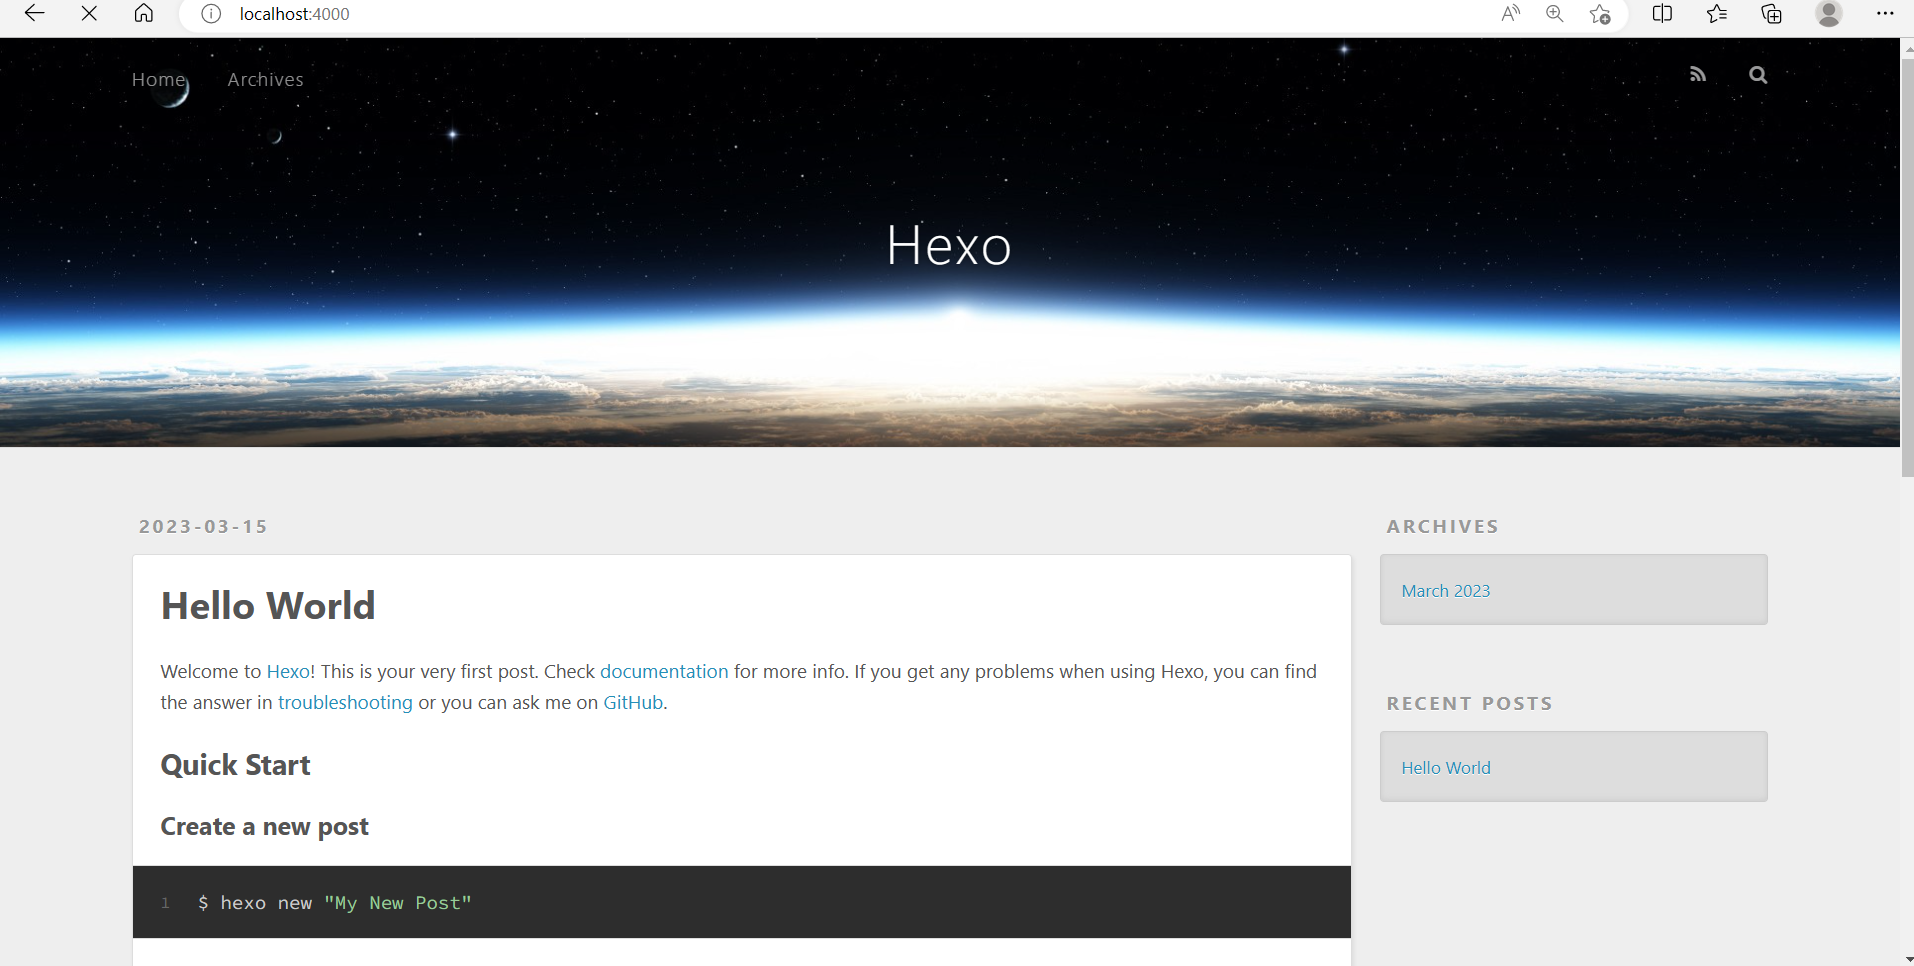 localhost:4000
Home Archives
Hexo
2023-03-15
Hello World
Welcome to Hexo! This is your very first post. Check documentation for more info. If you get any problems when using Hexo, you can find
the answer in troubleshooting or you can ask me on GitHub.
Quick Start
Create a new post
1 $ hexo new "My New Post"
ARCHIVES
March 2023
RECENT POSTS
Hello World